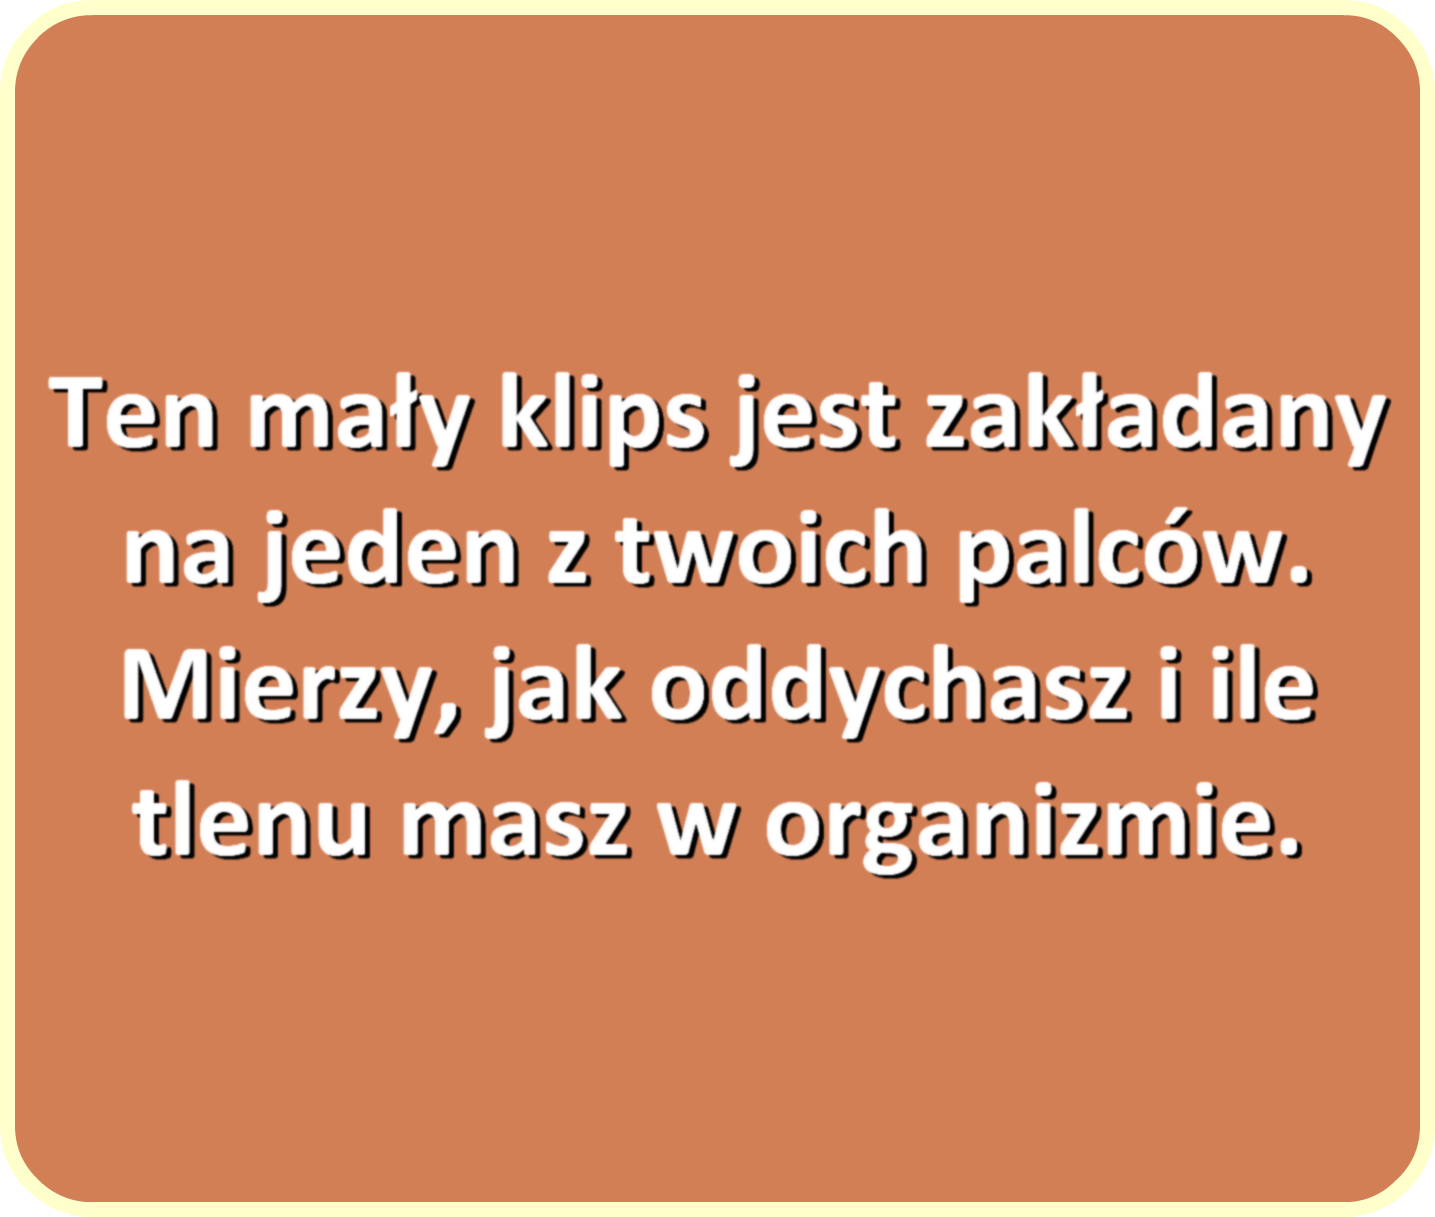 Ten mały klips jest zakładany
na jeden z twoich palców.
Mierzy, jak oddychasz i ile
tlenu masz w organizmie.